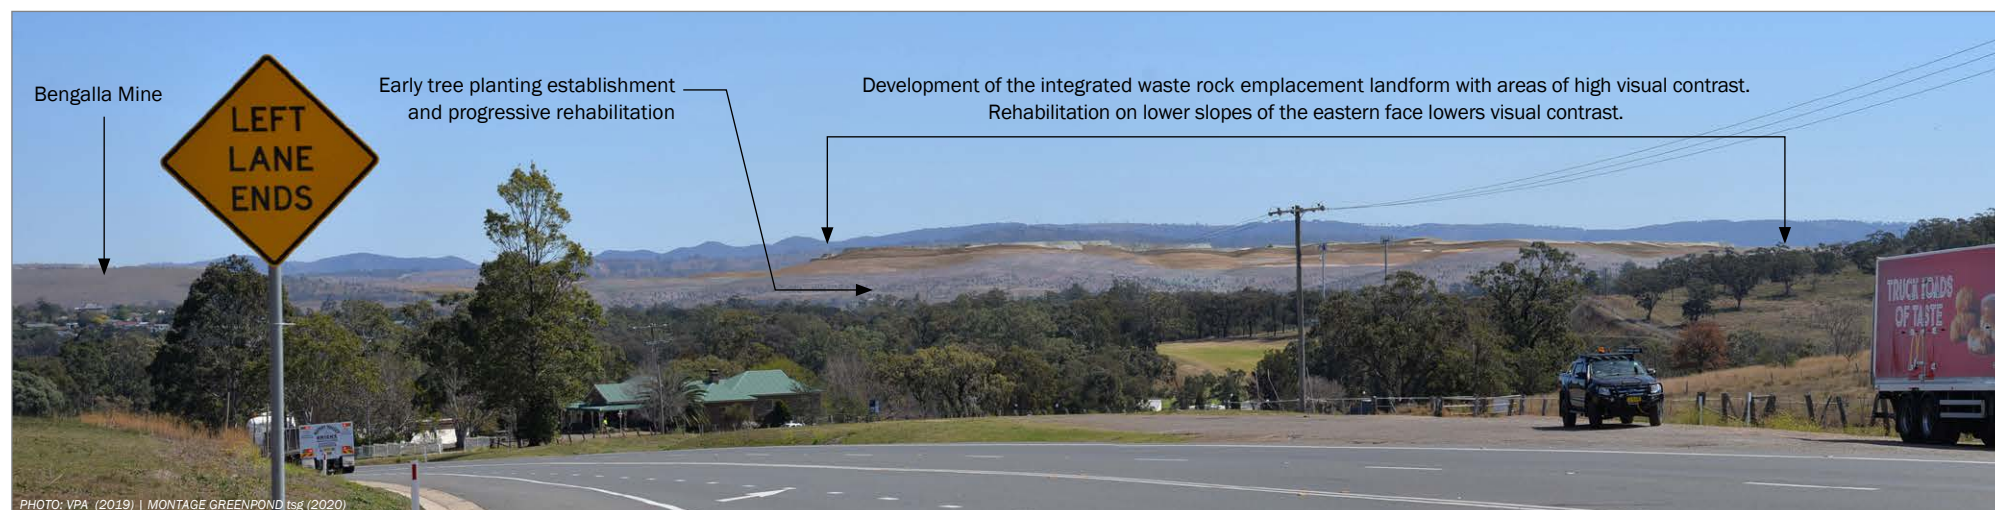 Bengalla Mine
LEFT
LANE
ENDS
Early tree planting establishment
and progressive rehabilitation
Development of the integrated waste rock emplacement landform with areas of high visual contrast.
Rehabilitation on lower slopes of the eastern face lowers visual contrast.
TRUCK LOADS
OF TASTE
PHOTO: VPA (2019) | MONTAGE GREENPOND tsg (2020)